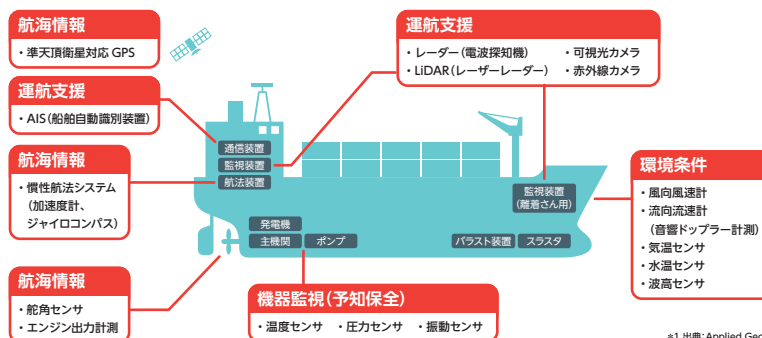 航海情報
・準天頂衛星対応 GPS
運航支援
・レーダー(電波探知機) ・可視光カメラ
・LiDAR(レーザーレーダー) ・赤外線カメラ
運航支援
・AIS(船舶自動識別装置)
航海情報
・慣性航法システム
(加速度計、
ジャイロコンパス)
航海情報
・舵角センサ
・エンジン出力計測
通信装置
監視装置
航法装置
発電機
主機関 ポンプ
バラスト装置 スラスタ
監視装置
(離着さん用)
機器監視(予知保全)
・温度センサ ・圧力センサ ・振動センサ
環境条件
・風向風速計
・流向流速計
(音響ドップラー計測)
・気温センサ
・水温センサ
・波高センサ
*1 出典:Applied Geo